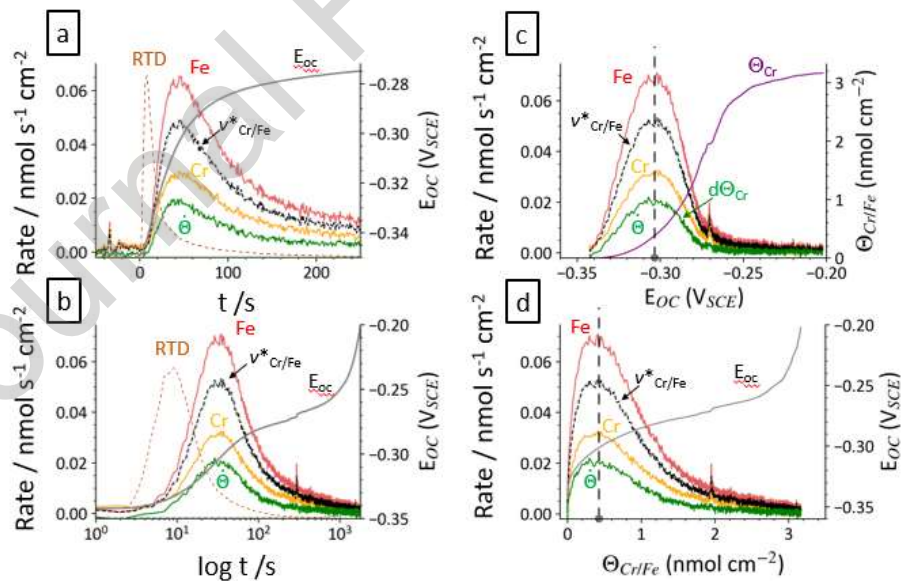 a
RTD
Fe
E_oc
v*_Cr/Fe
Cr
Θ̇
Rate / nmol s⁻¹ cm⁻²
0.06
0.04
0.02
0.00
0
100
200
t /s
−0.28
−0.30
−0.32
−0.34
E_OC (V_SCE)
c
Fe
Θ_Cr
v*_Cr/Fe
Cr
dΘ_Cr
Θ̇
Rate / nmol s⁻¹ cm⁻²
0.06
0.04
0.02
0.00
−0.35
−0.30
−0.25
−0.20
E_OC (V_SCE)
3
2
1
0
Θ_Cr/Fe (nmol cm⁻²)
b
RTD
Fe
v*_Cr/Fe
E_oc
Cr
Θ̇
Rate / nmol s⁻¹ cm⁻²
0.06
0.04
0.02
0.00
10⁰
10¹
10²
10³
log t /s
−0.20
−0.25
−0.30
−0.35
E_OC (V_SCE)
d
Fe
v*_Cr/Fe
E_oc
Cr
Θ̇
Rate / nmol s⁻¹ cm⁻²
0.06
0.04
0.02
0.00
0
1
2
3
Θ_Cr/Fe (nmol cm⁻²)
−0.20
−0.25
−0.30
−0.35
E_OC (V_SCE)
ournal P